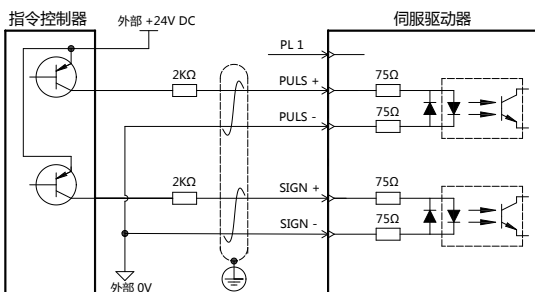 指令控制器
外部 +24V DC
伺服驱动器
PL 1
2KΩ
PULS +
75Ω
PULS -
75Ω
2KΩ
SIGN +
75Ω
SIGN -
75Ω
外部 0V